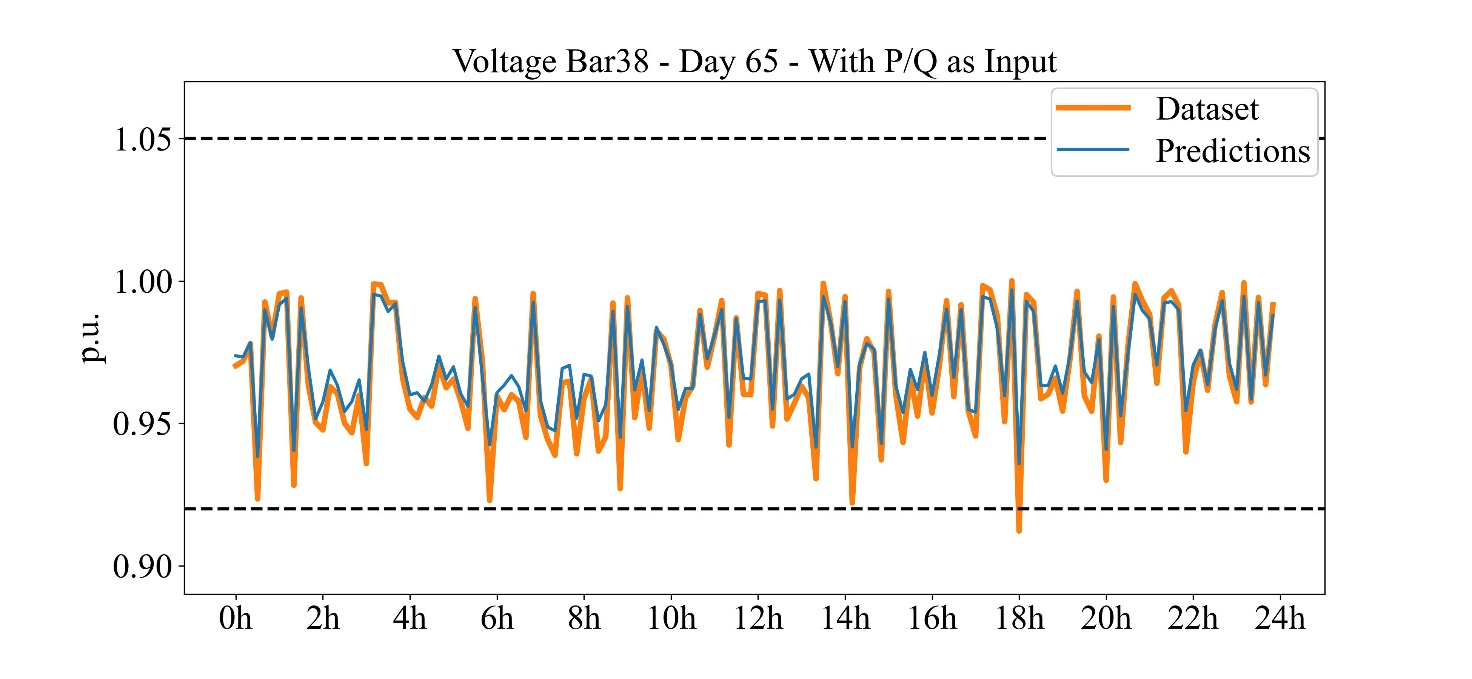 Voltage Bar38 - Day 65 - With P/Q as Input
Dataset
Predictions
p.u.
1.05
1.00
0.95
0.90
0h 2h 4h 6h 8h 10h 12h 14h 16h 18h 20h 22h 24h